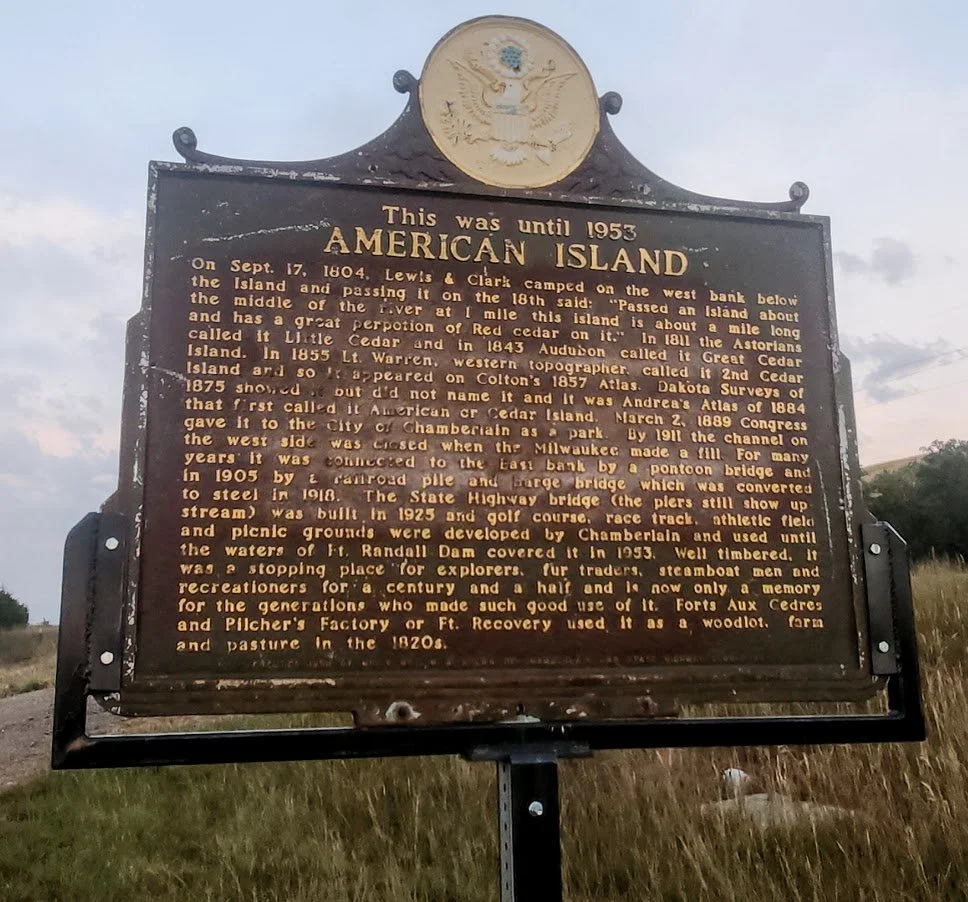 This was until 1953
AMERICAN ISLAND
On Sept. 17, 1804, Lewis & Clark camped on the west bank below
the Island and passing it on the 18th said: "Passed an Island about
the middle of the river at 1 mile this island is about a mile long
and has a great perpotion of Red cedar on it." In 1811 the Astorians
called it Little Cedar and in 1843 Audubon called it Great Cedar
Island. In 1855 Lt. Warren, western topographer, called it 2nd Cedar
Island and so it appeared on Colton's 1857 Atlas. Dakota Surveys of
1875 showed it but did not name it and it was Andrea's Atlas of 1884
that first called it American or Cedar Island. March 2, 1889 Congress
gave it to the City of Chamberlain as a park. By 1911 the channel on
the west side was closed when the Milwaukee made a fill. For many
years it was connected to the East bank by a pontoon bridge and
in 1905 by a railroad pile and barge bridge which was converted
to steel in 1918. The State Highway bridge (the piers still show up-
stream) was built in 1925 and golf course, race track, athletic field
and picnic grounds were developed by Chamberlain and used until
the waters of Ft. Randall Dam covered it in 1953. Well timbered, it
was a stopping place for explorers, fur traders, steamboat men and
recreationers for a century and a half and is now only a memory
for the generations who made such good use of it. Forts Aux Cedres
and Pilcher's Factory or Ft. Recovery used it as a woodlot, farm
and pasture in the 1820s.